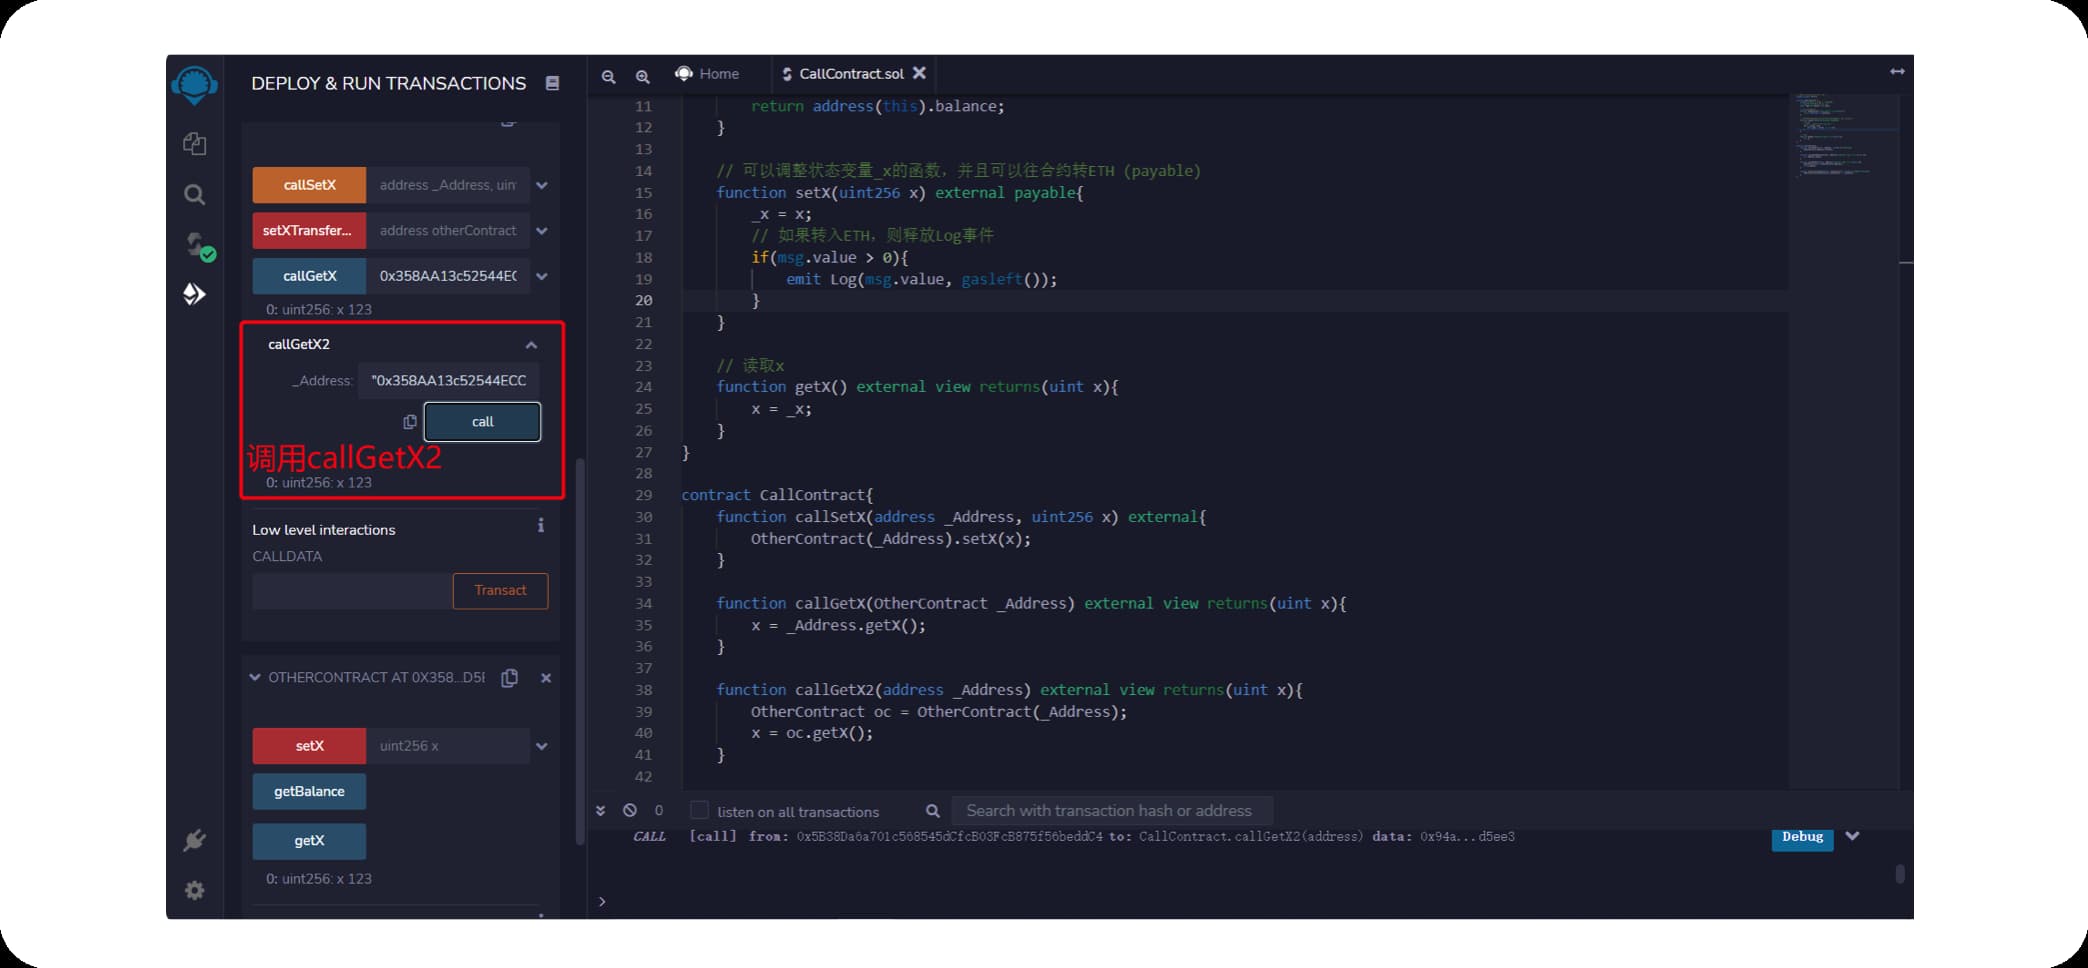 DEPLOY & RUN TRANSACTIONS
callSetX address _Address, uin
setXTransfer... address otherContract
callGetX 0x358AA13c52544EC
0: uint256: x 123
callGetX2
_Address: "0x358AA13c52544ECC
call
调用callGetX2
0: uint256: x 123
Low level interactions
CALLDATA
Transact
OTHERCONTRACT AT 0X358...D5E
setX uint256 x
getBalance
getX
0: uint256: x 123
Home CallContract.sol
11 return address(this).balance;
12 }
13
14 // 可以调整状态变量_x的函数，并且可以往合约转ETH (payable)
15 function setX(uint256 x) external payable{
16 _x = x;
17 // 如果转入ETH，则释放Log事件
18 if(msg.value > 0){
19 emit Log(msg.value, gasleft());
20 }
21 }
22
23 // 读取x
24 function getX() external view returns(uint x){
25 x = _x;
26 }
27 }
28
29 contract CallContract{
30 function callSetX(address _Address, uint256 x) external{
31 OtherContract(_Address).setX(x);
32 }
33
34 function callGetX(OtherContract _Address) external view returns(uint x){
35 x = _Address.getX();
36 }
37
38 function callGetX2(address _Address) external view returns(uint x){
39 OtherContract oc = OtherContract(_Address);
40 x = oc.getX();
41 }
42
0 listen on all transactions Search with transaction hash or address
CALL [call] from: 0x5B38Da6a701c568545dCfcB03FcB875f56beddC4 to: CallContract.callGetX2(address) data: 0x94a...d5ee3 Debug
>